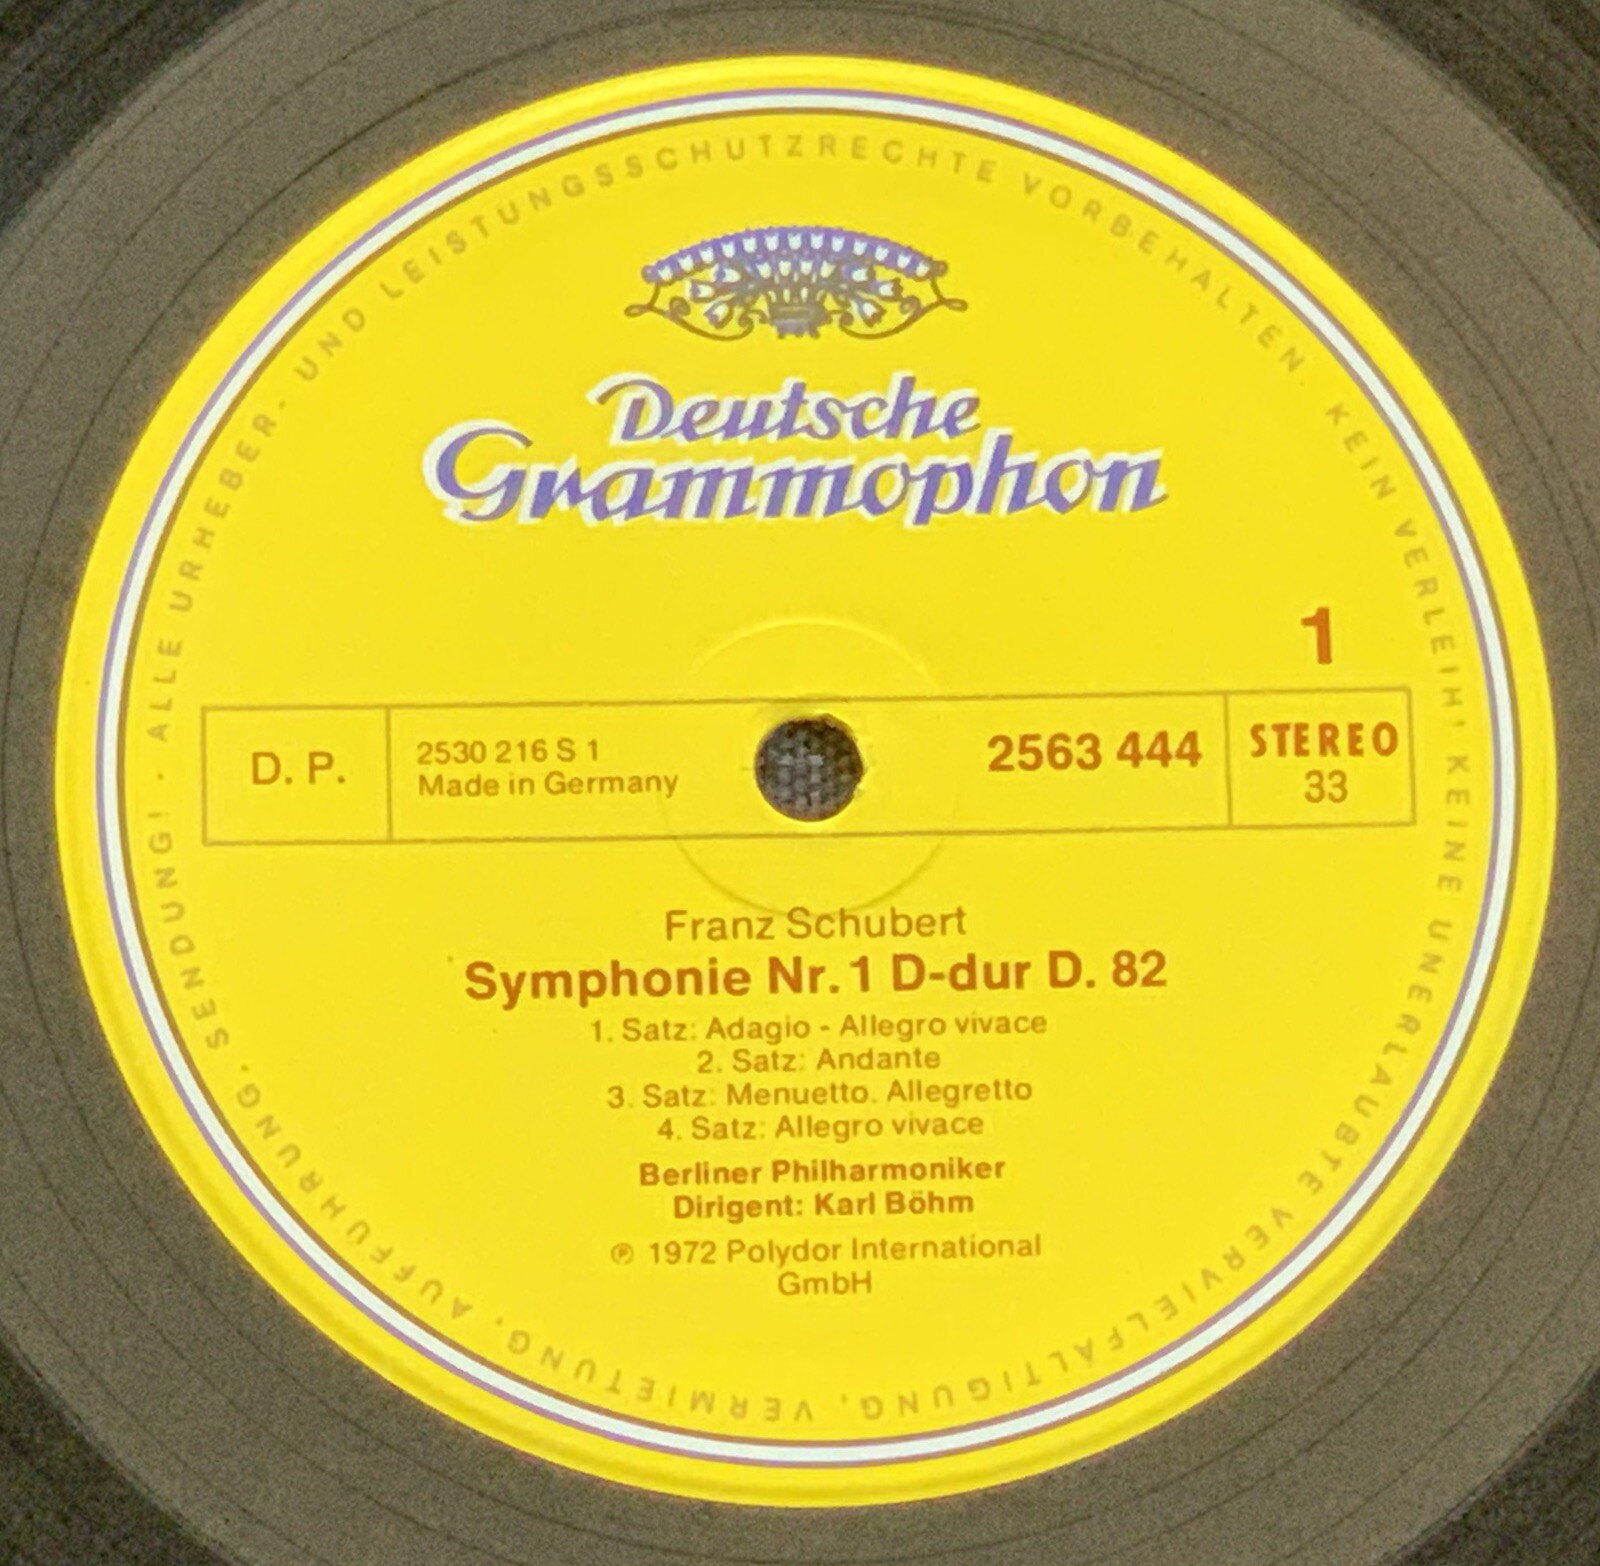 ALLE URHEBER- UND LEISTUNGSSCHUTZRECHTE VORBEHALTEN. KEIN VERLEIH! KEINE UNERLAUBTE VERVIELFÄLTIGUNG, VERMIETUNG, AUFFÜHRUNG, SENDUNG! ·
Deutsche
Grammophon
1
D. P.
2530 216 S 1
Made in Germany
2563 444
STEREO
33
Franz Schubert
Symphonie Nr. 1 D-dur D. 82
1. Satz: Adagio - Allegro vivace
2. Satz: Andante
3. Satz: Menuetto. Allegretto
4. Satz: Allegro vivace
Berliner Philharmoniker
Dirigent: Karl Böhm
℗ 1972 Polydor International
GmbH